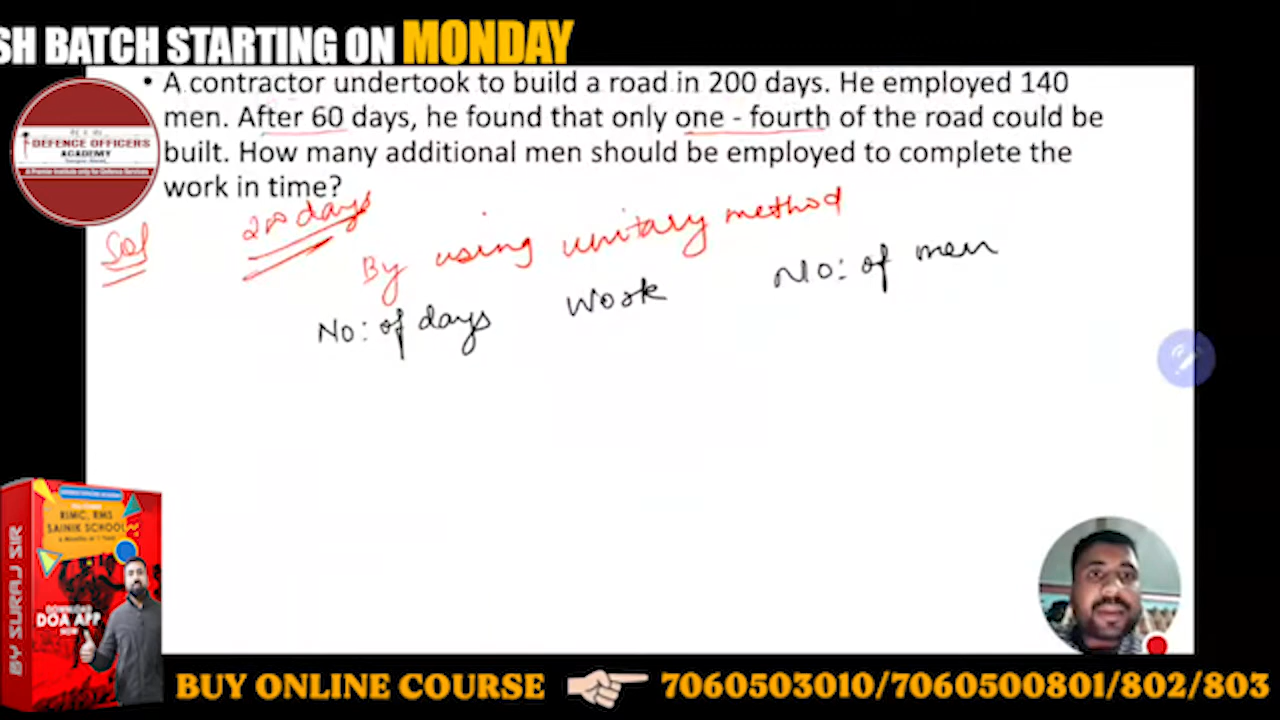 SH BATCH STARTING ON MONDAY
• A contractor undertook to build a road in 200 days. He employed 140
men. After 60 days, he found that only one - fourth of the road could be
built. How many additional men should be employed to complete the
work in time?
DEFENCE OFFICERS
ACADEMY
Sol
200 days
By using unitary method
No: of days Work No: of men
RIMC, RMS
SAINIK SCHOOL
DOWNLOAD
DOA APP
NOW
BY SURAJ SIR
BUY ONLINE COURSE 7060503010/7060500801/802/803